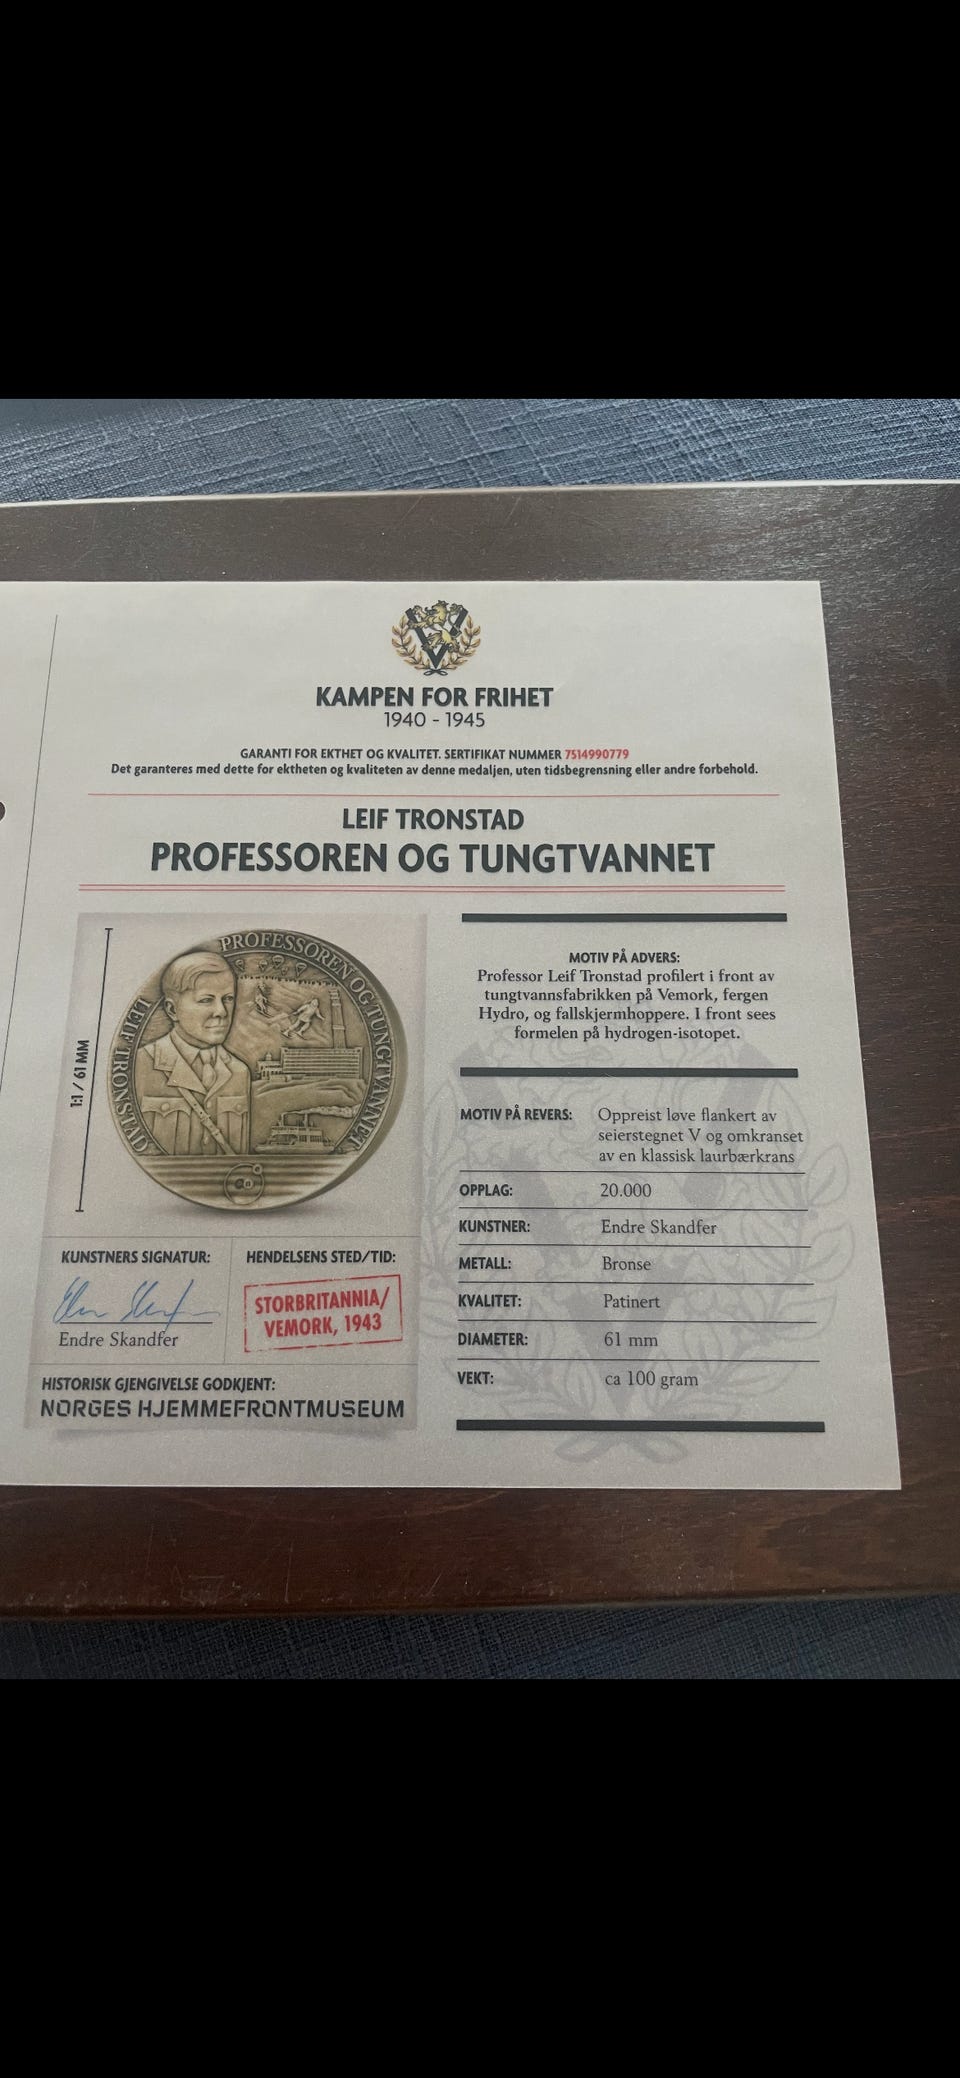 KAMPEN FOR FRIHET
1940 - 1945
GARANTI FOR EKTHET OG KVALITET. SERTIFIKAT NUMMER 7514990779
Det garanteres med dette for ektheten og kvaliteten av denne medaljen, uten tidsbegrensning eller andre forbehold.
LEIF TRONSTAD
PROFESSOREN OG TUNGTVANNET
1:1 / 61 MM
LEIF TRONSTAD
PROFESSOREN OG TUNGTVANNET
MOTIV PÅ ADVERS:
Professor Leif Tronstad profilert i front av
tungtvannsfabrikken på Vemork, fergen
Hydro, og fallskjermhoppere. I front sees
formelen på hydrogen-isotopet.
MOTIV PÅ REVERS: Oppreist løve flankert av
seierstegnet V og omkranset
av en klassisk laurbærkrans
OPPLAG: 20.000
KUNSTNER: Endre Skandfer
METALL: Bronse
KVALITET: Patinert
DIAMETER: 61 mm
VEKT: ca 100 gram
KUNSTNERS SIGNATUR:
Endre Skandfer
HENDELSENS STED/TID:
STORBRITANNIA/
VEMORK, 1943
HISTORISK GJENGIVELSE GODKJENT:
NORGES HJEMMEFRONTMUSEUM